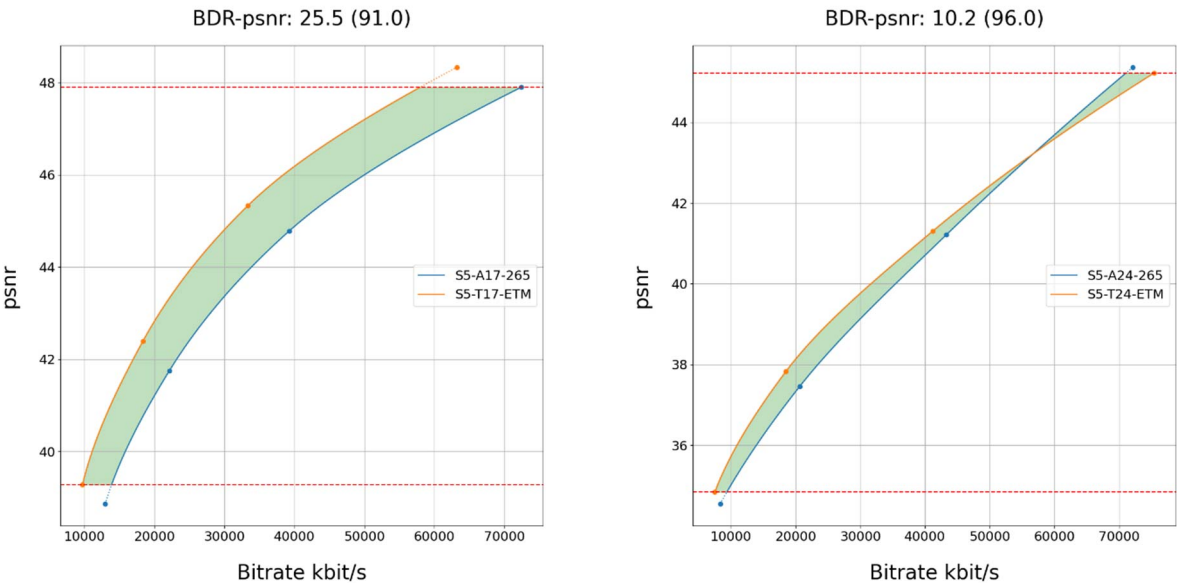 BDR-psnr: 25.5 (91.0)
48
46
44
42
40
psnr
S5-A17-265
S5-T17-ETM
10000 20000 30000 40000 50000 60000 70000
Bitrate kbit/s
BDR-psnr: 10.2 (96.0)
44
42
40
38
36
psnr
S5-A24-265
S5-T24-ETM
10000 20000 30000 40000 50000 60000 70000
Bitrate kbit/s